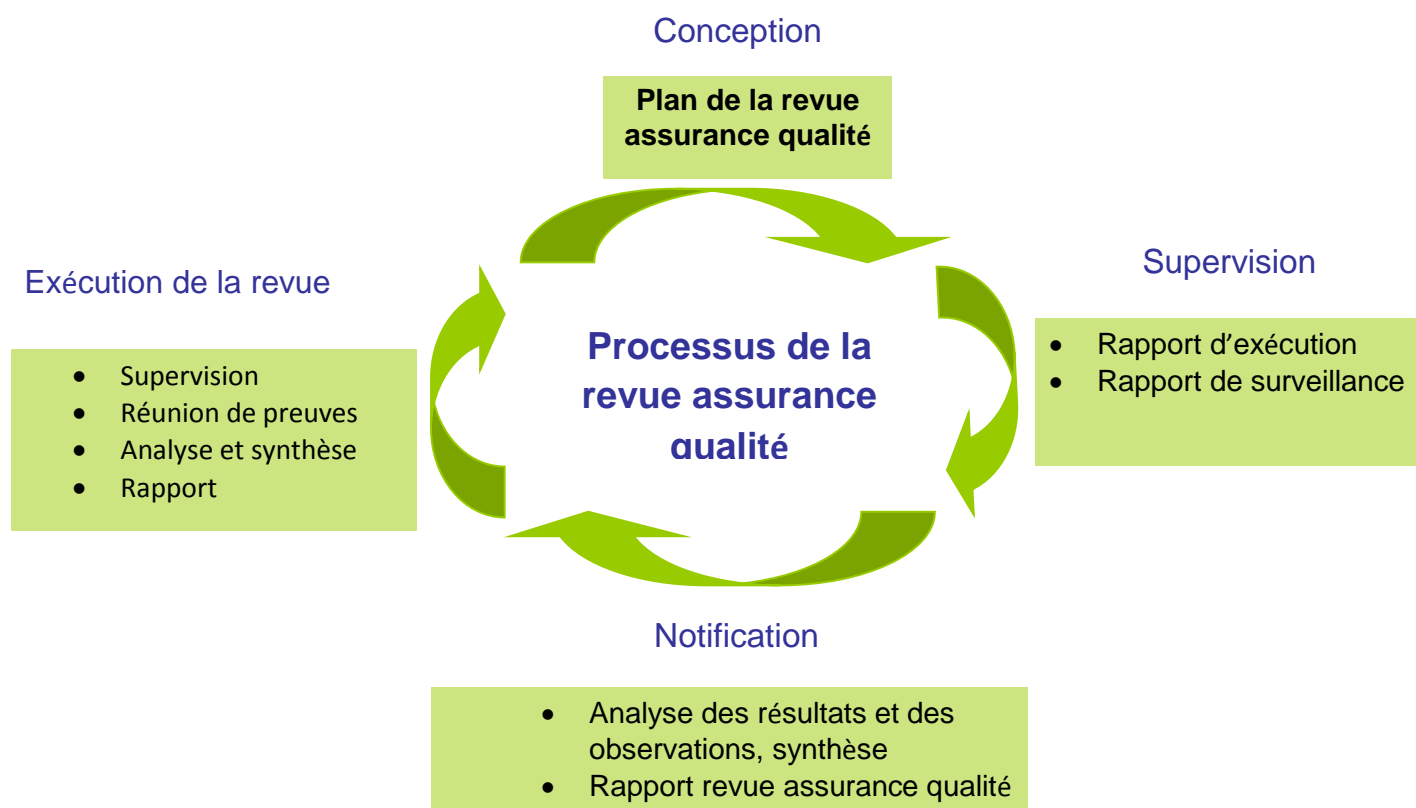 Conception
Plan de la revue
assurance qualité
Exécution de la revue
• Supervision
• Réunion de preuves
• Analyse et synthèse
• Rapport
Processus de la
revue assurance
qualité
Supervision
• Rapport d'exécution
• Rapport de surveillance
Notification
• Analyse des résultats et des
observations, synthèse
• Rapport revue assurance qualité